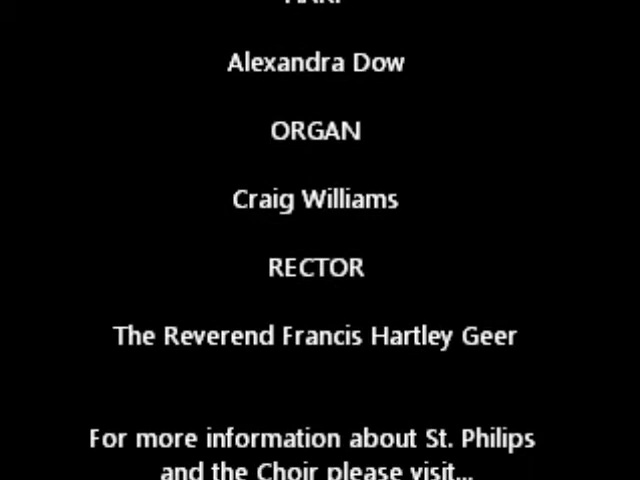 Alexandra Dow
ORGAN
Craig Williams
RECTOR
The Reverend Francis Hartley Geer
For more information about St. Philips
and the Choir please visit...